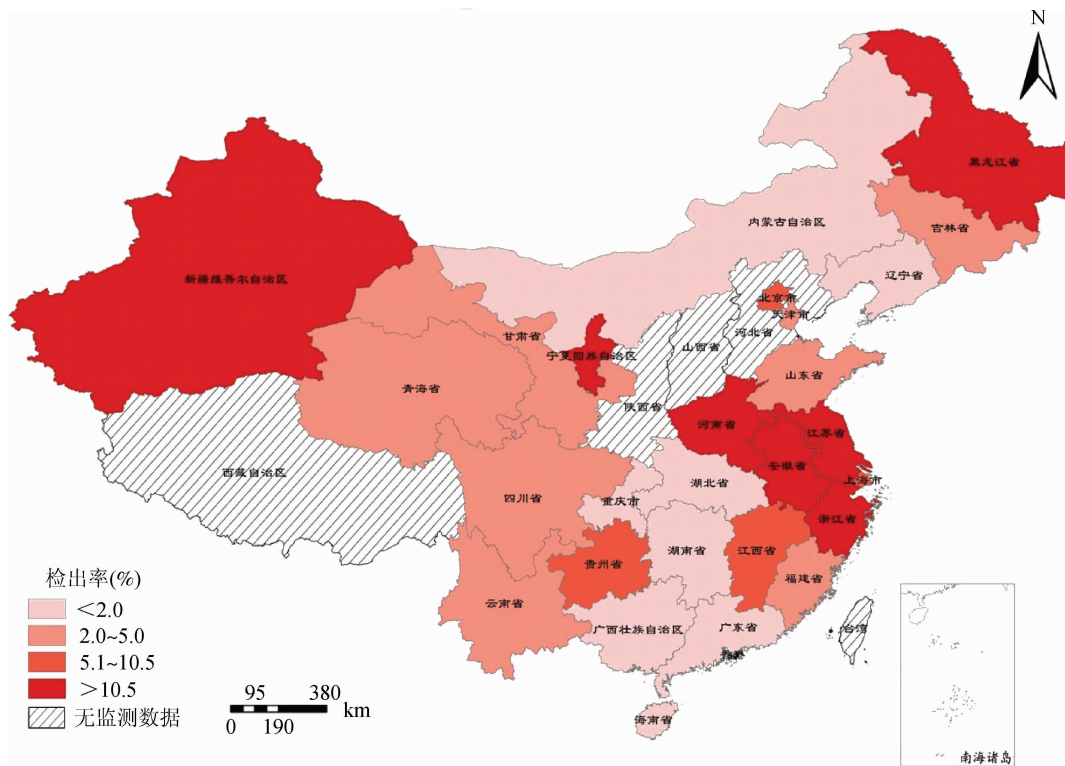 N
黑龙江省
内蒙古自治区
吉林省
新疆维吾尔自治区
辽宁省
北京市
天津市
甘肃省
河北省
宁夏回族自治区
山西省
青海省
山东省
陕西省
河南省
江苏省
西藏自治区
安徽省
上海市
四川省
湖北省
重庆市
浙江省
湖南省
江西省
贵州省
福建省
云南省
广西壮族自治区
广东省
台湾
海南省
检出率(%)
<2.0
2.0~5.0
5.1~10.5
>10.5
无监测数据
95 380
0 190
km
南海诸岛